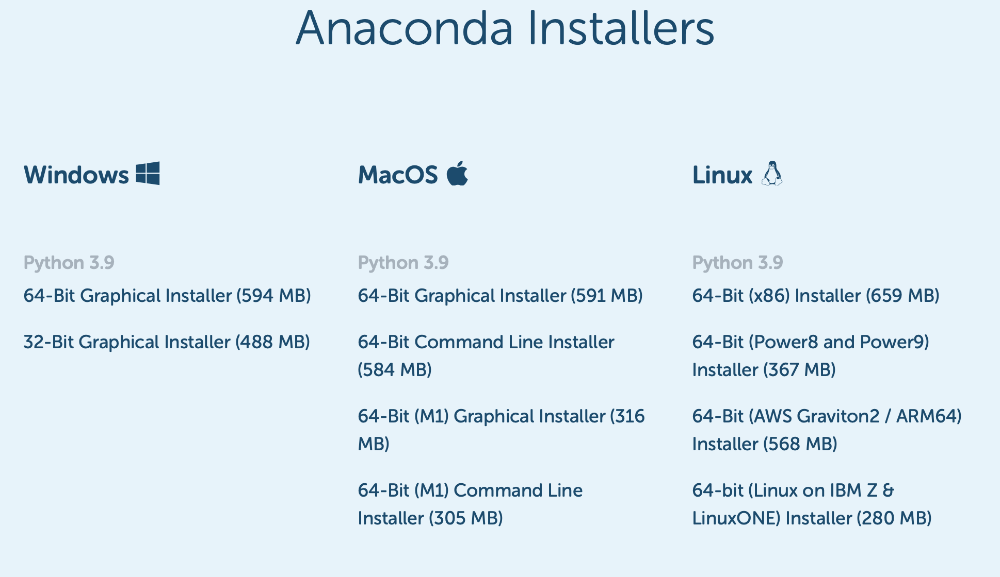 Anaconda Installers
Windows
Python 3.9
64-Bit Graphical Installer (594 MB)
32-Bit Graphical Installer (488 MB)
MacOS
Python 3.9
64-Bit Graphical Installer (591 MB)
64-Bit Command Line Installer
(584 MB)
64-Bit (M1) Graphical Installer (316
MB)
64-Bit (M1) Command Line
Installer (305 MB)
Linux
Python 3.9
64-Bit (x86) Installer (659 MB)
64-Bit (Power8 and Power9)
Installer (367 MB)
64-Bit (AWS Graviton2 / ARM64)
Installer (568 MB)
64-bit (Linux on IBM Z &
LinuxONE) Installer (280 MB)